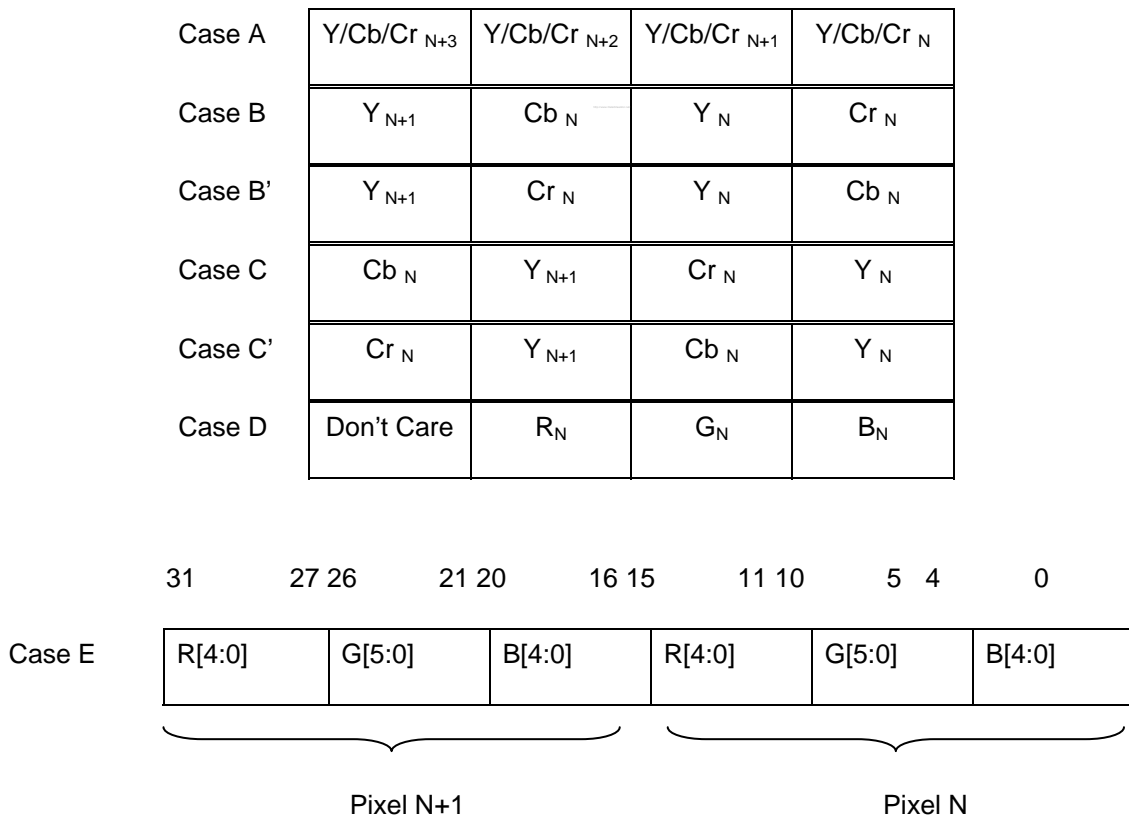 Case A Y/Cb/Cr N+3 Y/Cb/Cr N+2 Y/Cb/Cr N+1 Y/Cb/Cr N
Case B Y N+1 Cb N Y N Cr N
Case B’ Y N+1 Cr N Y N Cb N
Case C Cb N Y N+1 Cr N Y N
Case C’ Cr N Y N+1 Cb N Y N
Case D Don’t Care RN GN BN
31 27 26 21 20 16 15 11 10 5 4 0
Case E R[4:0] G[5:0] B[4:0] R[4:0] G[5:0] B[4:0]
Pixel N+1 Pixel N